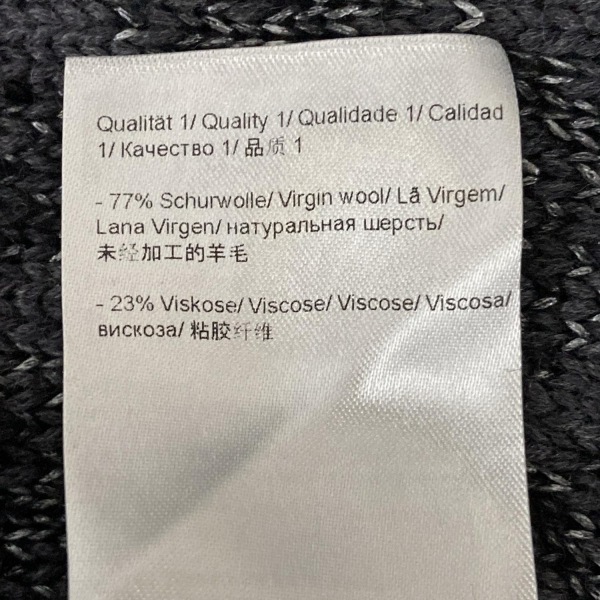 Qualität 1/ Quality 1/ Qualidade 1/ Calidad
1/ Качество 1/ 品质 1
- 77% Schurwolle/ Virgin wool/ Lã Virgem/
Lana Virgen/ натуральная шерсть/
未经加工的羊毛
- 23% Viskose/ Viscose/ Viscose/ Viscosa/
вискоза/ 粘胶纤维